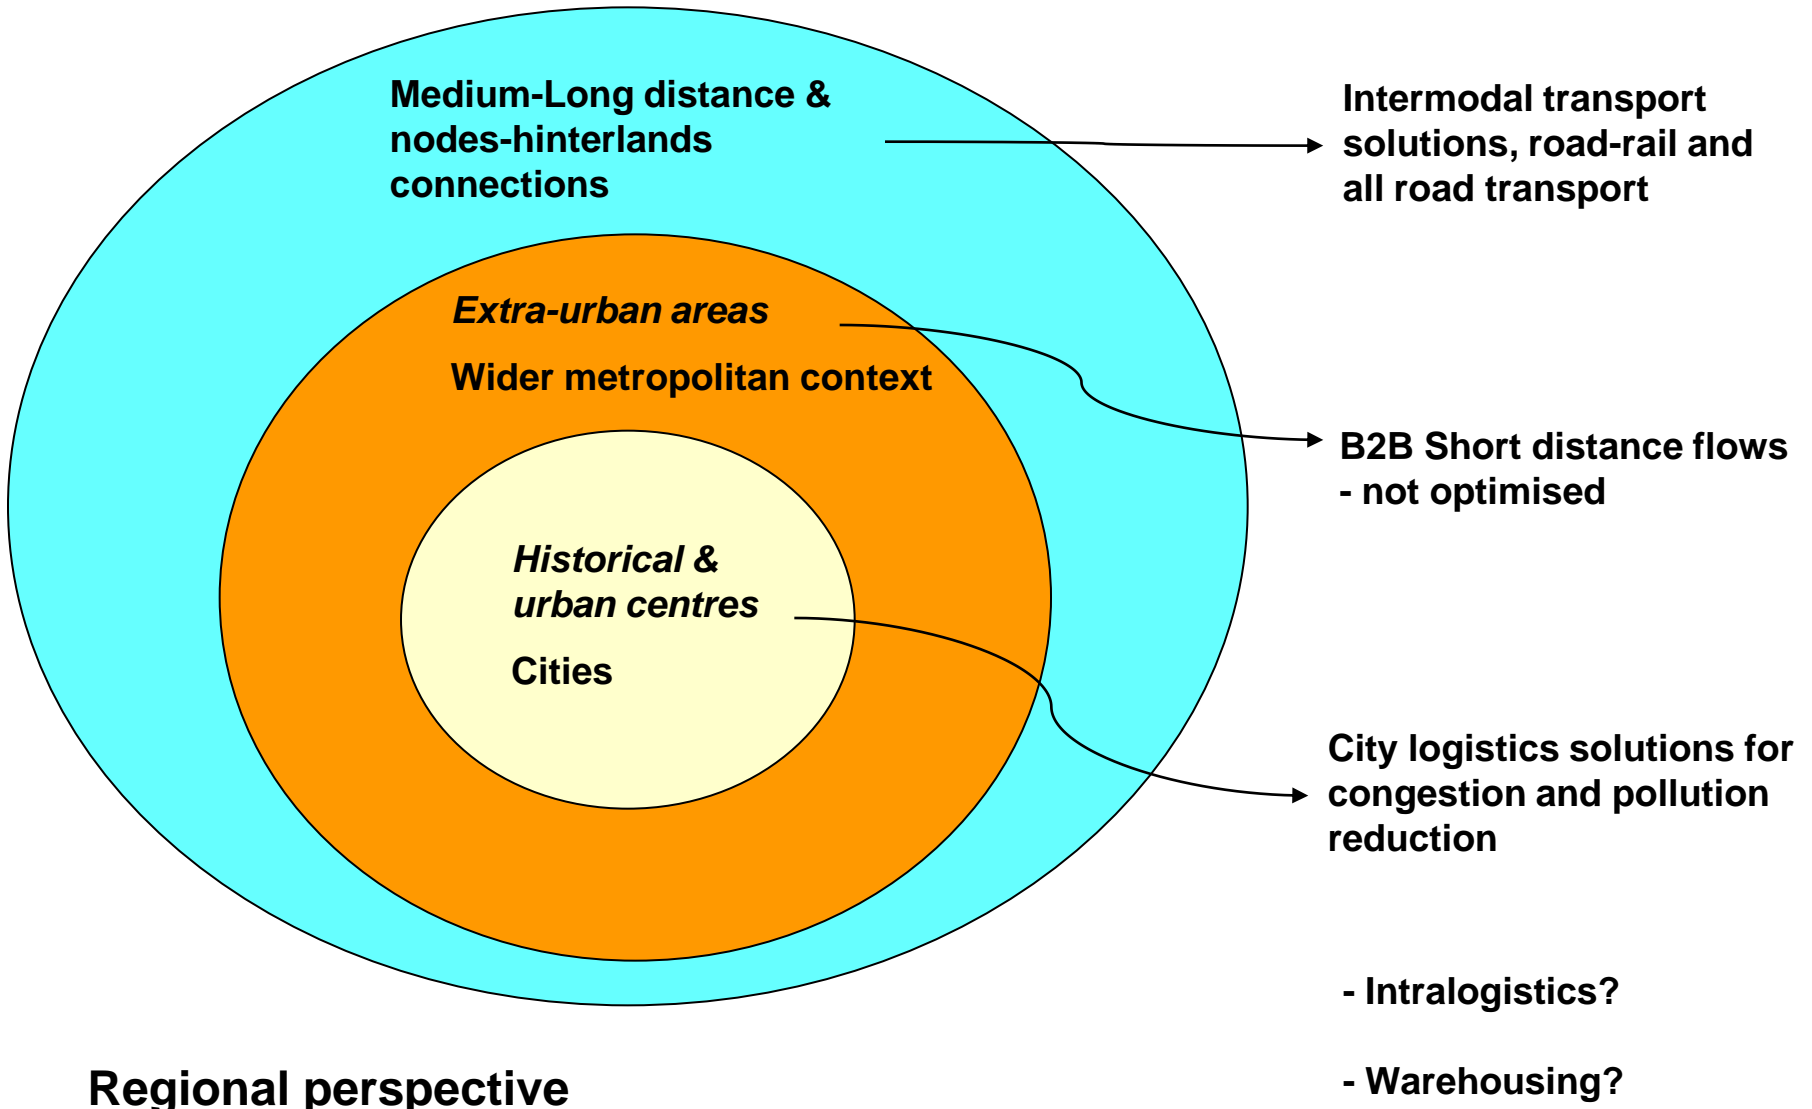 Medium-Long distance &
nodes-hinterlands
connections
Intermodal transport
solutions, road-rail and
all road transport
Extra-urban areas
Wider metropolitan context
B2B Short distance flows
- not optimised
Historical &
urban centres
Cities
City logistics solutions for
congestion and pollution
reduction
- Intralogistics?
- Warehousing?
Regional perspective